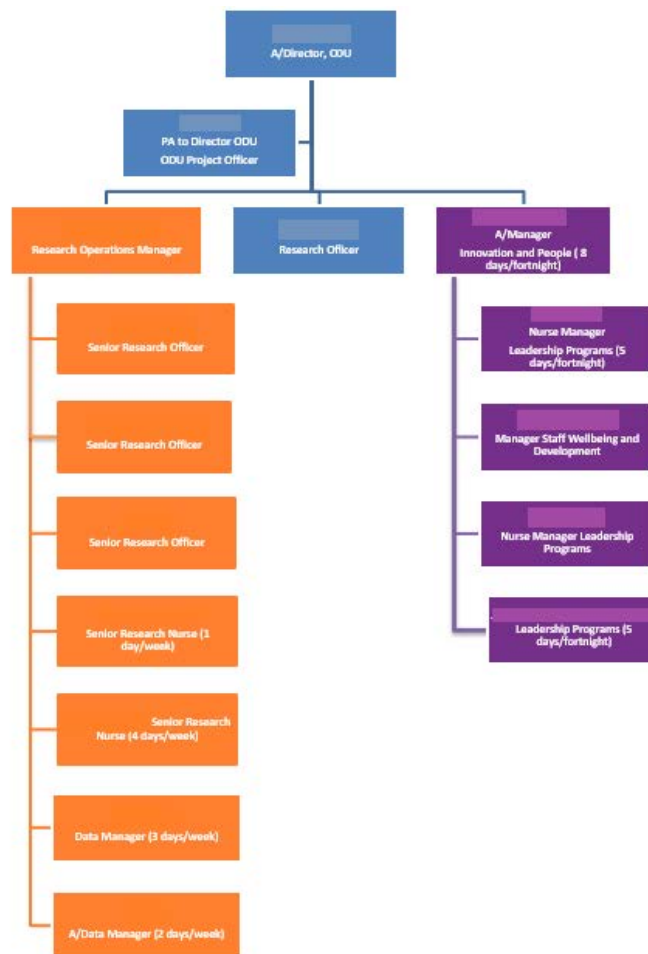 A/Director, ODU
PA to Director ODU
ODU Project Officer
Research Operations Manager
Research Officer
A/Manager
Innovation and People ( 8
days/fortnight)
Senior Research Officer
Senior Research Officer
Senior Research Officer
Senior Research Nurse (1
day/week)
Senior Research
Nurse (4 days/week)
Data Manager (3 days/week)
A/Data Manager (2 days/week)
Nurse Manager
Leadership Programs (5
days/fortnight)
Manager Staff Wellbeing and
Development
Nurse Manager Leadership
Programs
Leadership Programs (5
days/fortnight)